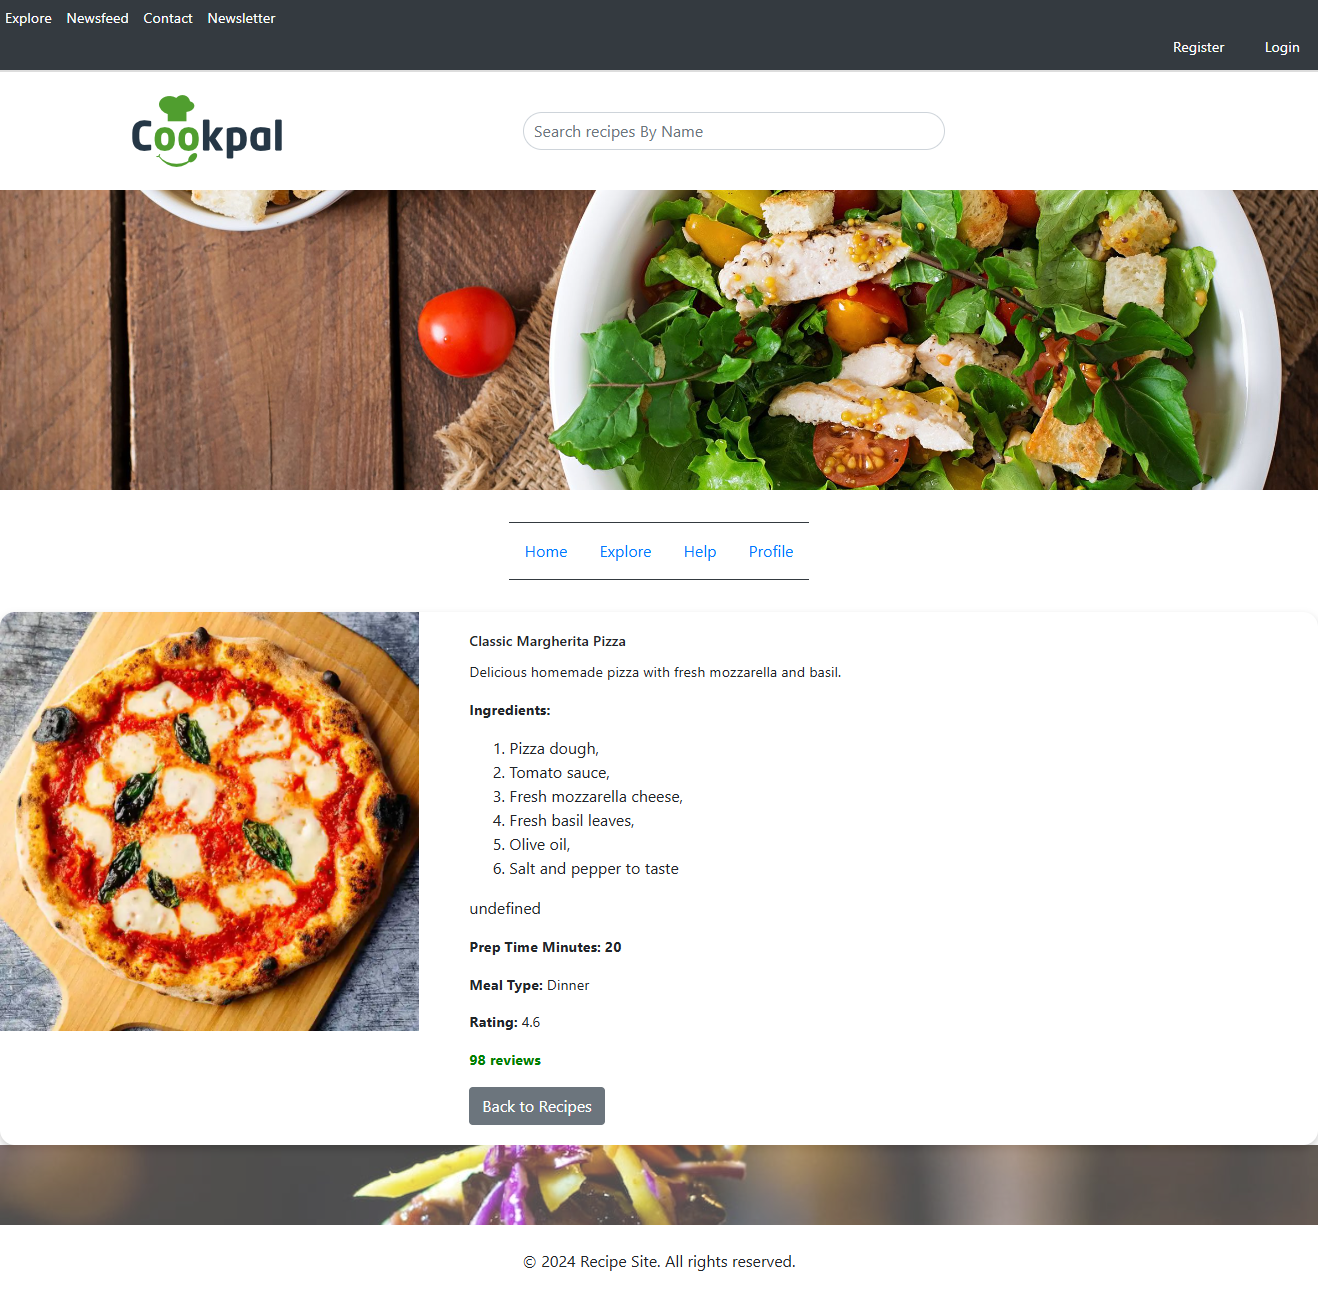 Explore Newsfeed Contact Newsletter
Register Login
Cookpal
Search recipes By Name
Home Explore Help Profile
Classic Margherita Pizza
Delicious homemade pizza with fresh mozzarella and basil.
Ingredients:
1. Pizza dough,
2. Tomato sauce,
3. Fresh mozzarella cheese,
4. Fresh basil leaves,
5. Olive oil,
6. Salt and pepper to taste
undefined
Prep Time Minutes: 20
Meal Type: Dinner
Rating: 4.6
98 reviews
Back to Recipes
© 2024 Recipe Site. All rights reserved.